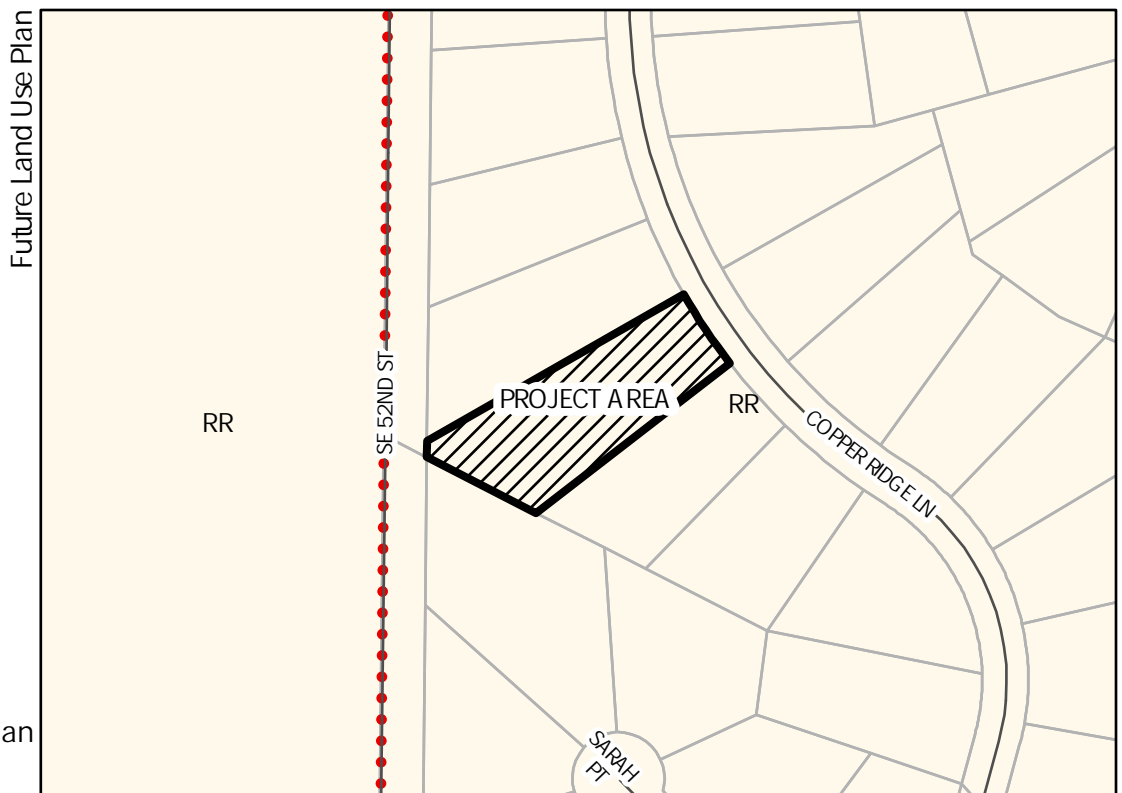 Future Land Use Plan
SE 52ND ST
RR
PROJECT AREA
RR
COPPER RIDGE LN
an
SARAH
PT